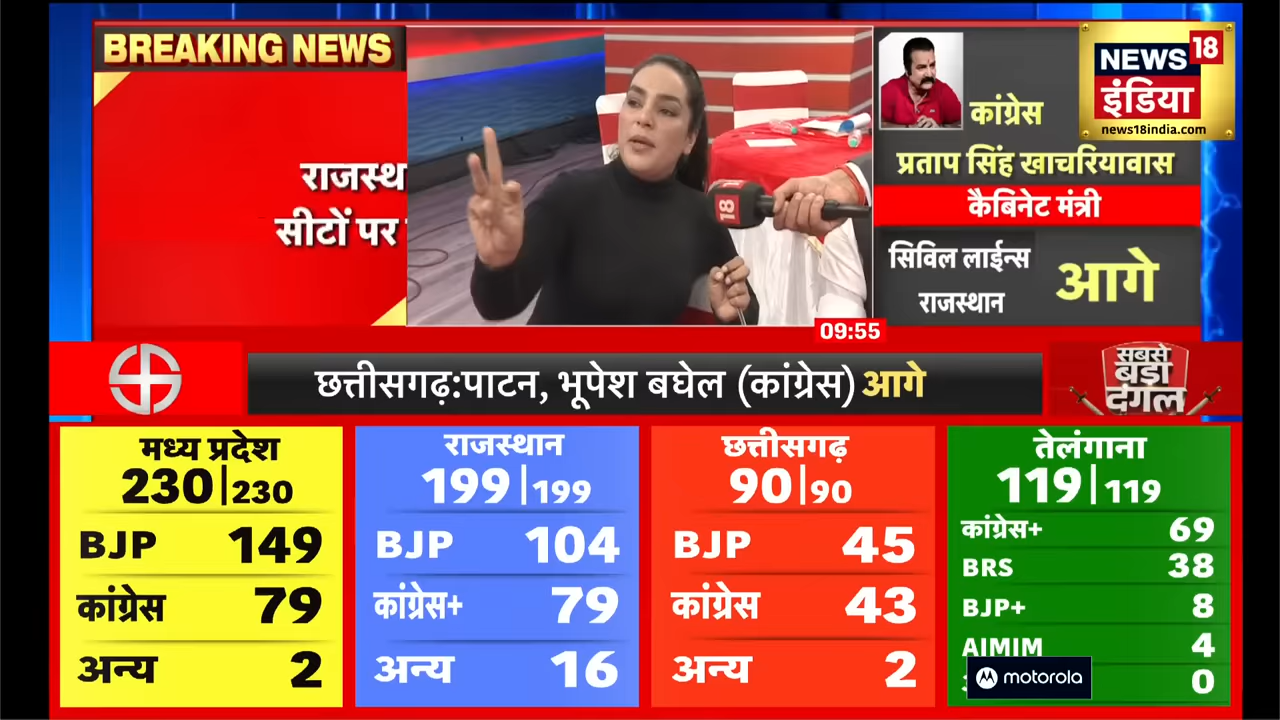 BREAKING NEWS
राजस्थ
सीटों पर
18
कांग्रेस
प्रताप सिंह खाचरियावास
कैबिनेट मंत्री
सिविल लाईन्स
राजस्थान
आगे
NEWS 18
इंडिया
news18india.com
09:55
छत्तीसगढ़:पाटन, भूपेश बघेल (कांग्रेस) आगे
सबसे
बड़ा
दंगल
मध्य प्रदेश
230|230
BJP 149
कांग्रेस 79
अन्य 2
राजस्थान
199|199
BJP 104
कांग्रेस+ 79
अन्य 16
छत्तीसगढ़
90|90
BJP 45
कांग्रेस 43
अन्य 2
तेलंगाना
119|119
कांग्रेस+ 69
BRS 38
BJP+ 8
AIMIM 4
0
motorola